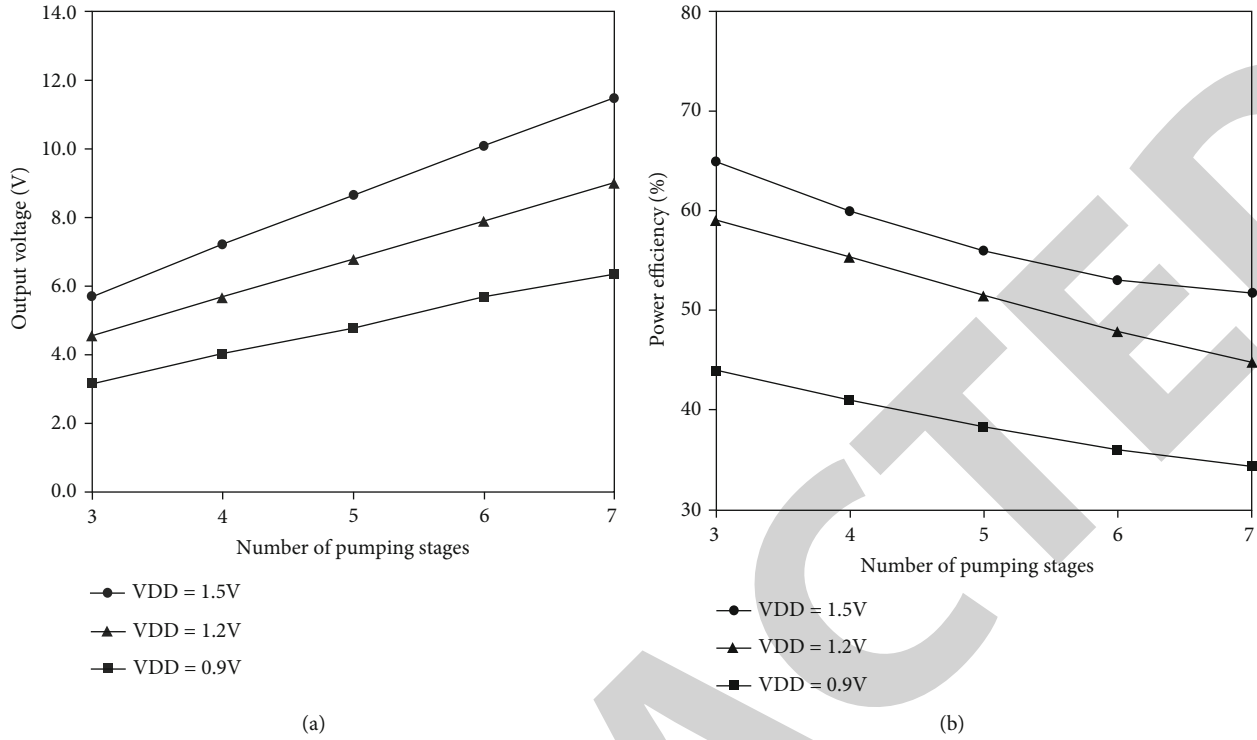 14.0
12.0
10.0
8.0
6.0
4.0
2.0
0.0
Output voltage (V)
3 4 5 6 7
Number of pumping stages
VDD = 1.5V
VDD = 1.2V
VDD = 0.9V
(a)
80
70
60
50
40
30
Power efficiency (%)
3 4 5 6 7
Number of pumping stages
VDD = 1.5V
VDD = 1.2V
VDD = 0.9V
(b)
ACTED